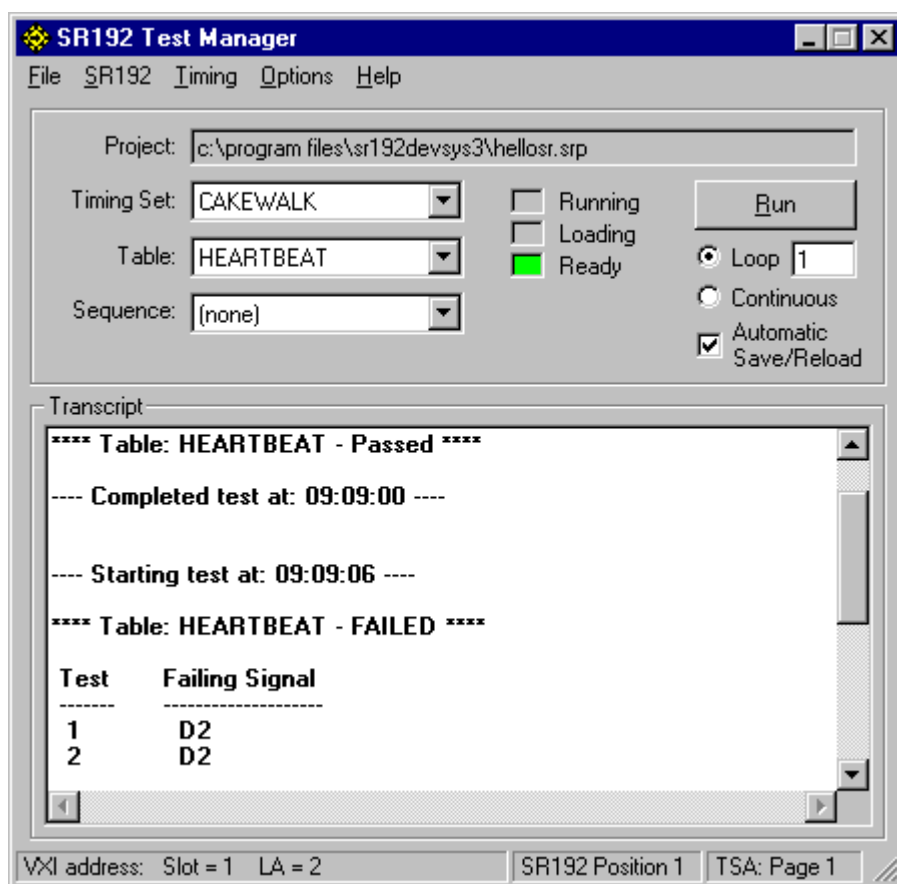 SR192 Test Manager
File SR192 Timing Options Help
Project: c:\program files\sr192devsys3\hellosr.srp
Timing Set: CAKEWALK
Table: HEARTBEAT
Sequence: (none)
Running
Loading
Ready
Run
Loop 1
Continuous
Automatic
Save/Reload
Transcript
**** Table: HEARTBEAT - Passed ****
---- Completed test at: 09:09:00 ----
---- Starting test at: 09:09:06 ----
**** Table: HEARTBEAT - FAILED ****
Test Failing Signal
------- --------------------
1 D2
2 D2
VXI address: Slot = 1 LA = 2 SR192 Position 1 TSA: Page 1